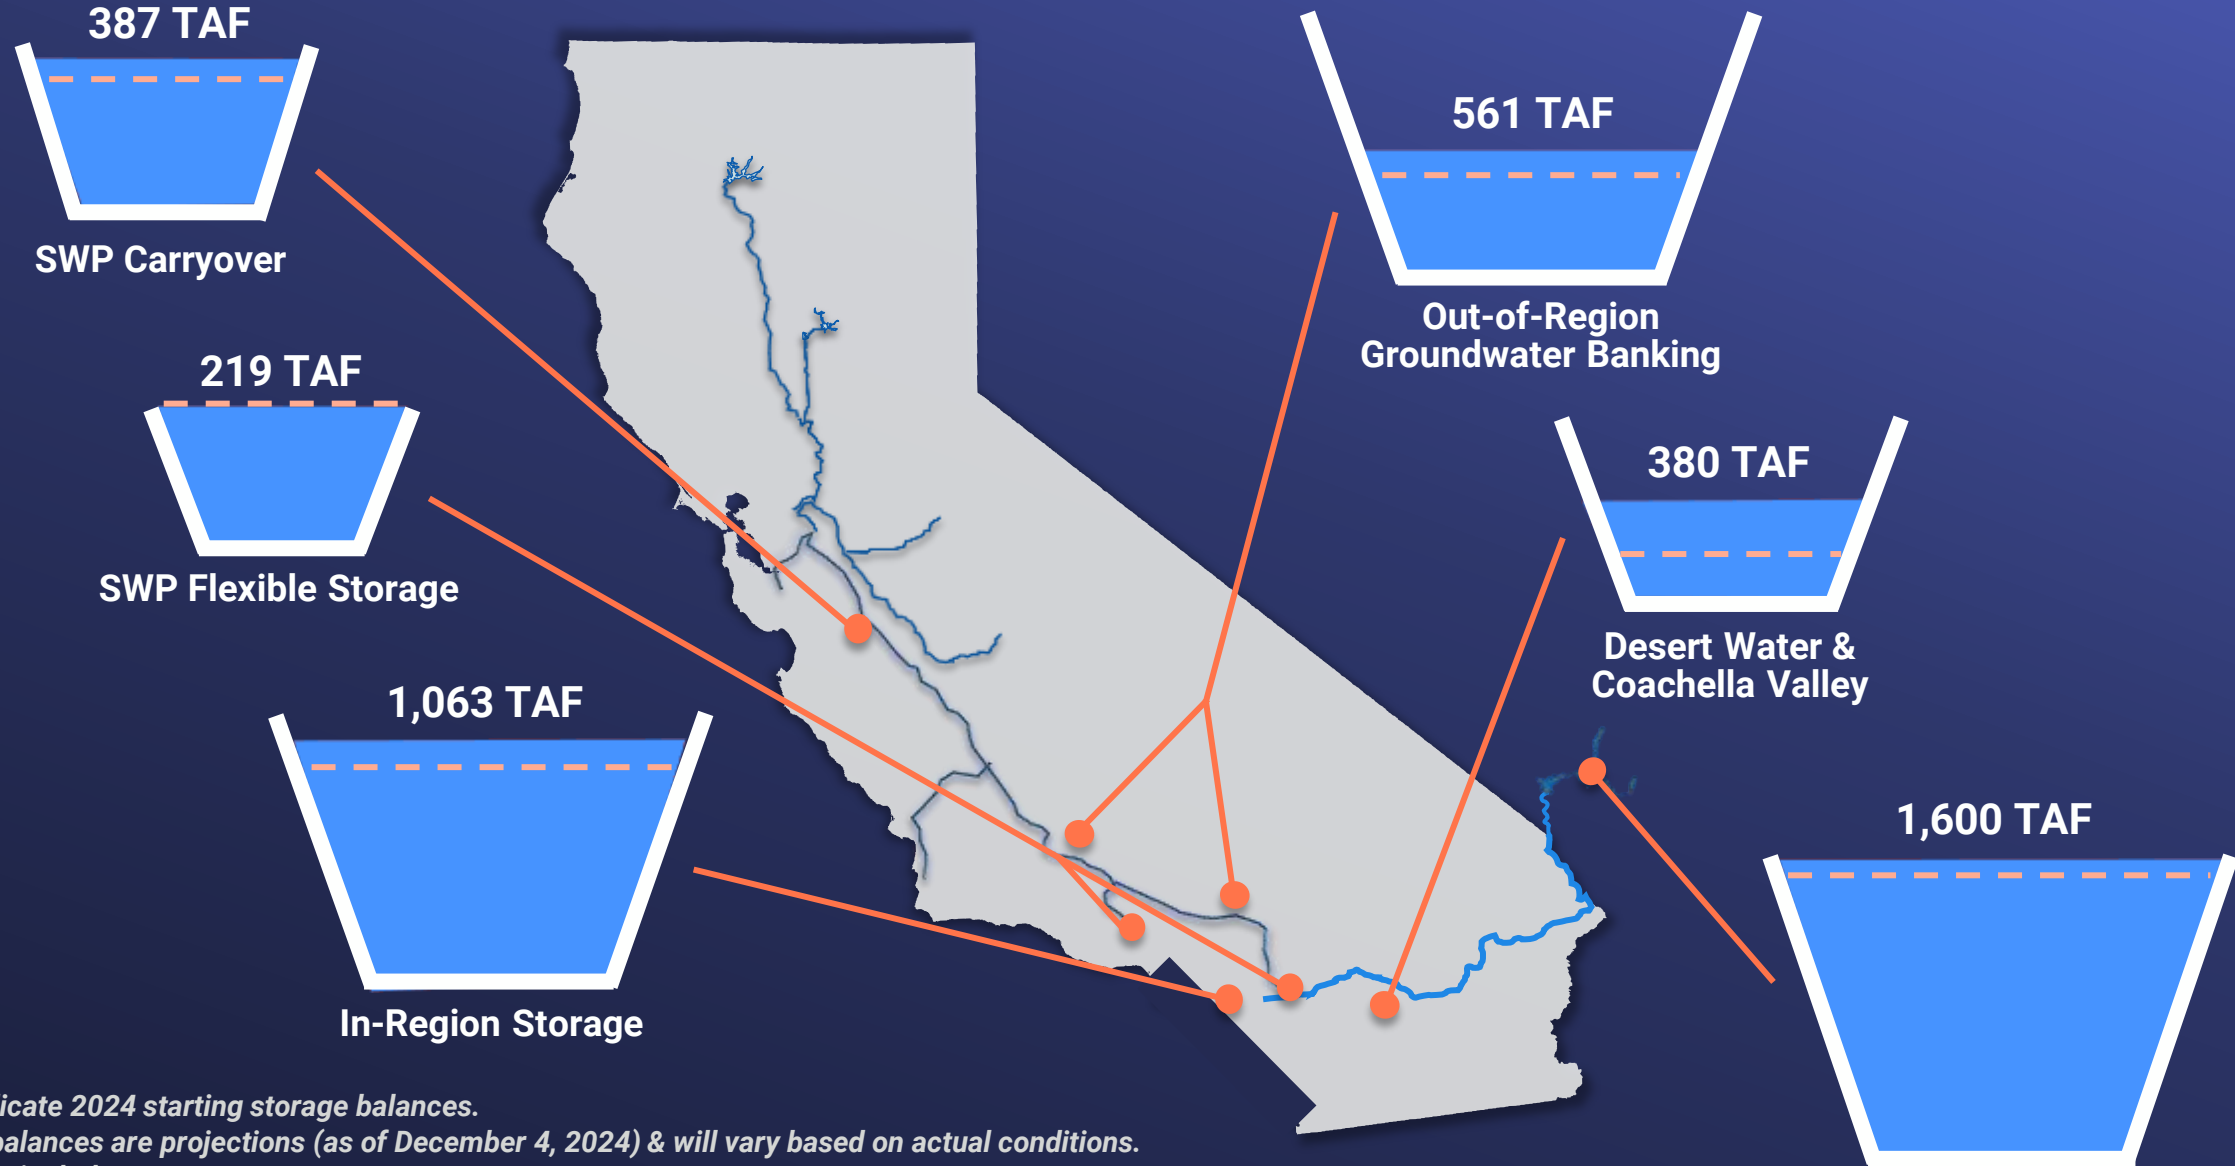 387 TAF
SWP Carryover
219 TAF
SWP Flexible Storage
1,063 TAF
In-Region Storage
561 TAF
Out-of-Region
Groundwater Banking
380 TAF
Desert Water &
Coachella Valley
1,600 TAF
2024 starting storage balances.
balances are projections (as of December 4, 2024) & will vary based on actual conditions.